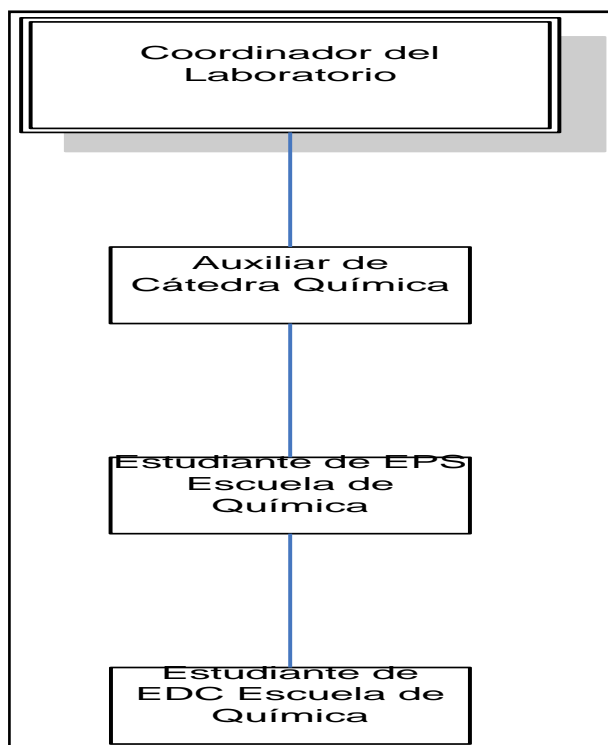 Coordinador del
Laboratorio
Auxiliar de
Cátedra Química
Estudiante de EPS
Escuela de
Química
Estudiante de
EDC Escuela de
Química